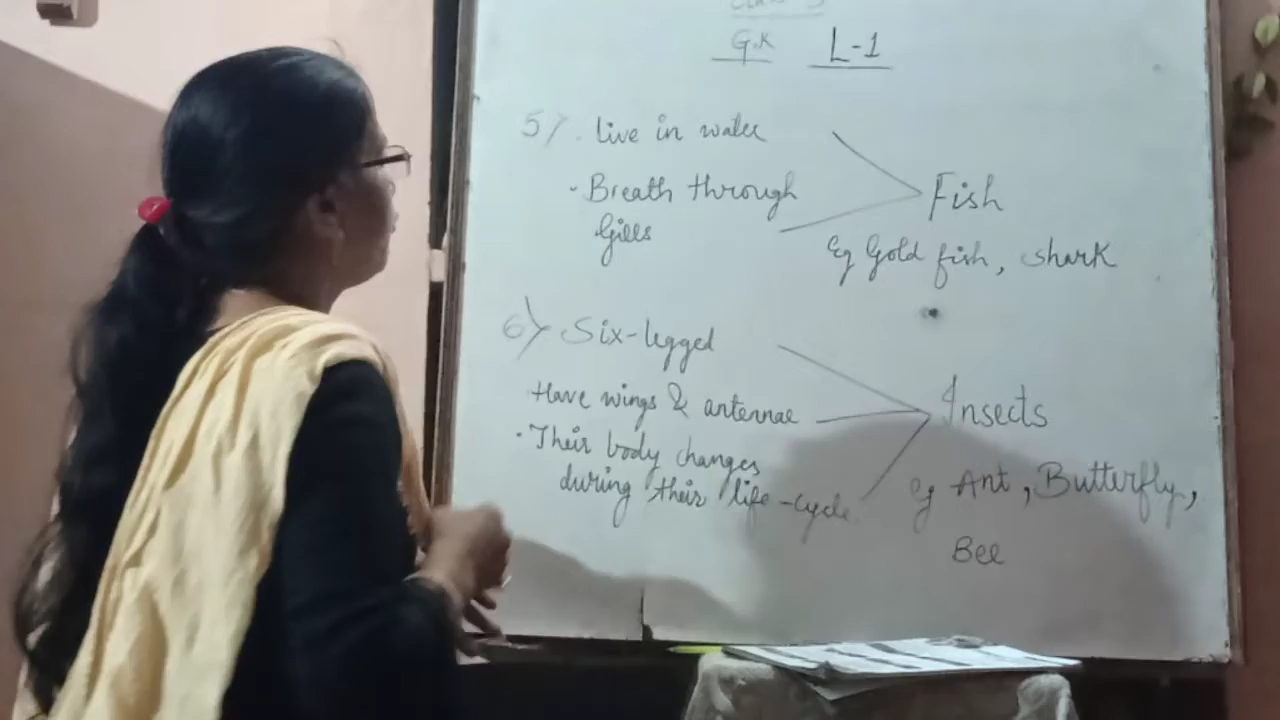 G.K L-1
5) . Live in water
- Breath through
Gills
Fish
Eg Gold fish, shark
6) Six-legged
Have wings & antennae
. Their body changes
during their life-cycle.
Insects
eg Ant, Butterfly,
Bee